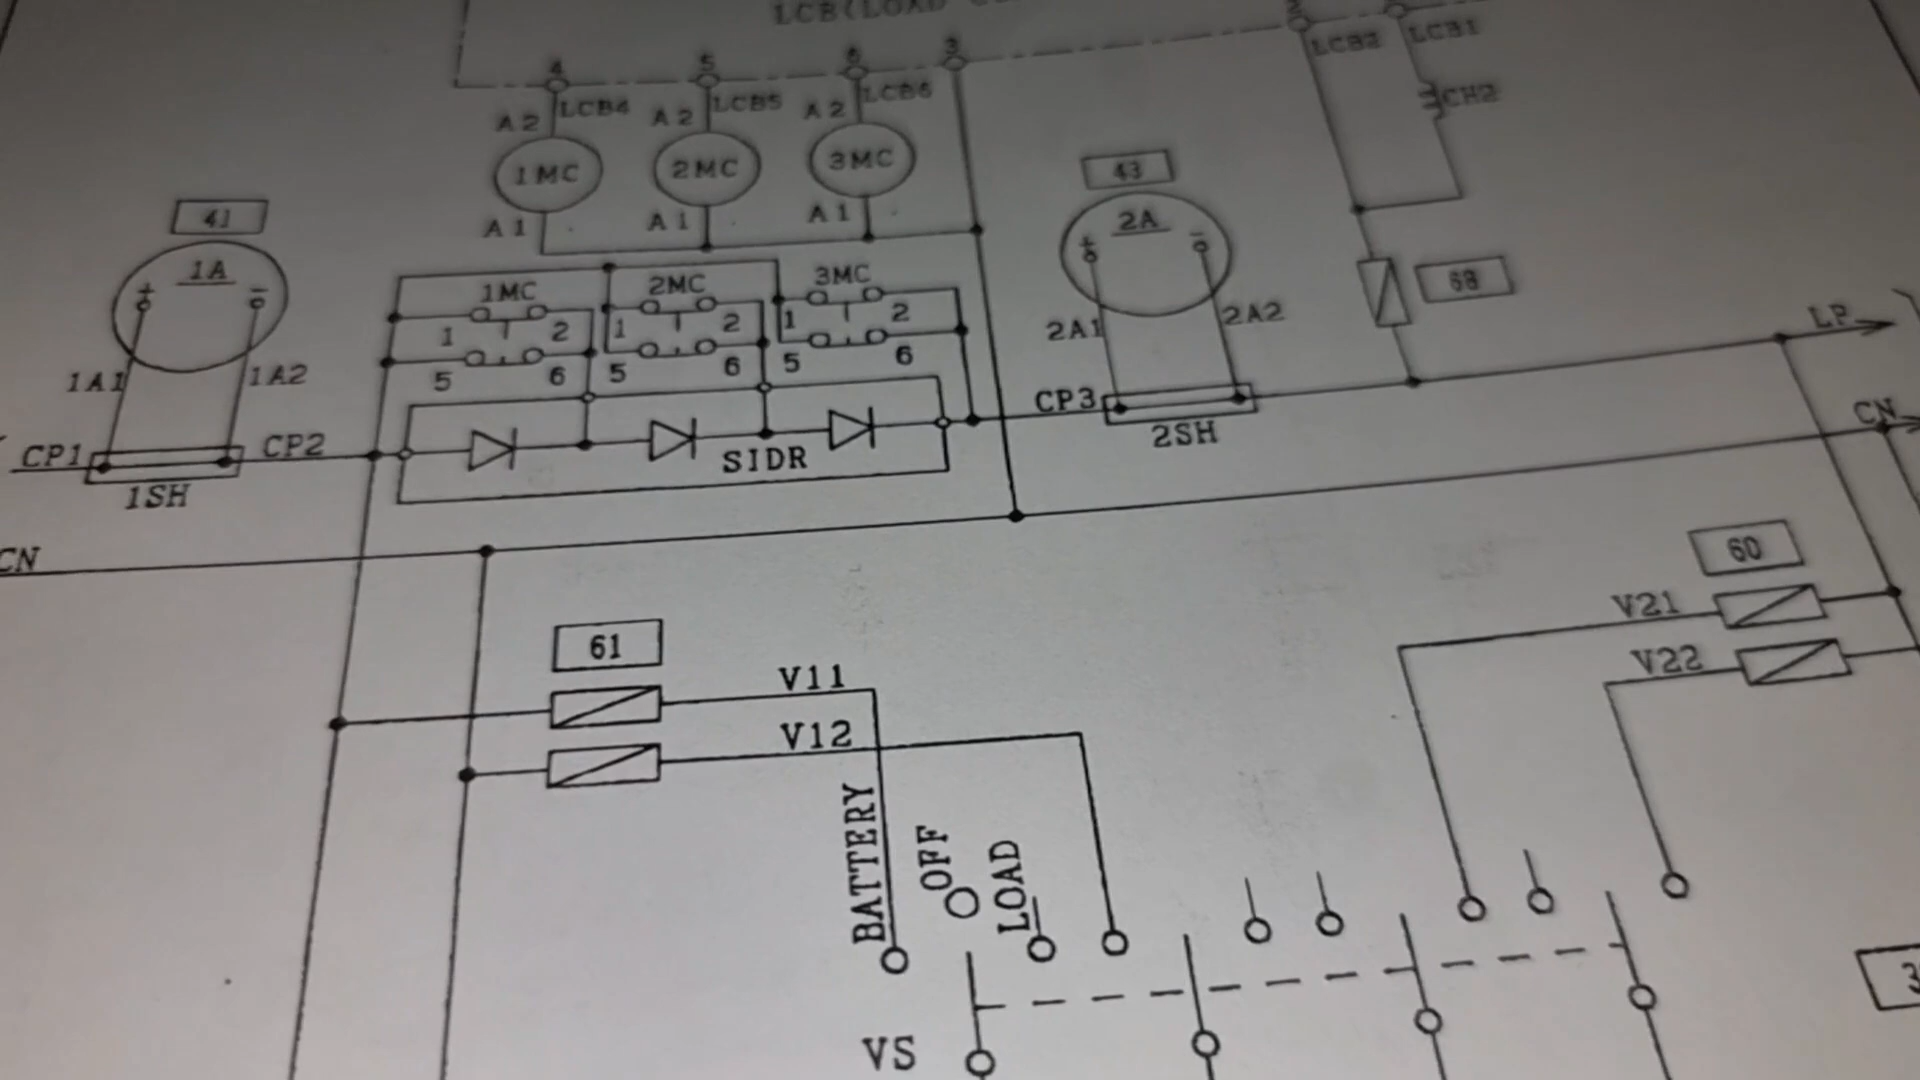 LCB(LOAD
4 5 6 3 2
LCB4 LCB5 LCB6 LCB2 LCB1
A2 A2 A2 CH2
1MC 2MC 3MC 43
41 A1 A1 A1 2A
+ -
1A 1MC 2MC 3MC 68
+ -
1 2 1 2 1 2 2A1 2A2 LP
1A1 1A2 5 6 5 6 5 6 CP3 CN
CP1 CP2 SIDR 2SH
1SH
CN 60
61 V21
V11 V22
V12
BATTERY OFF LOAD
VS